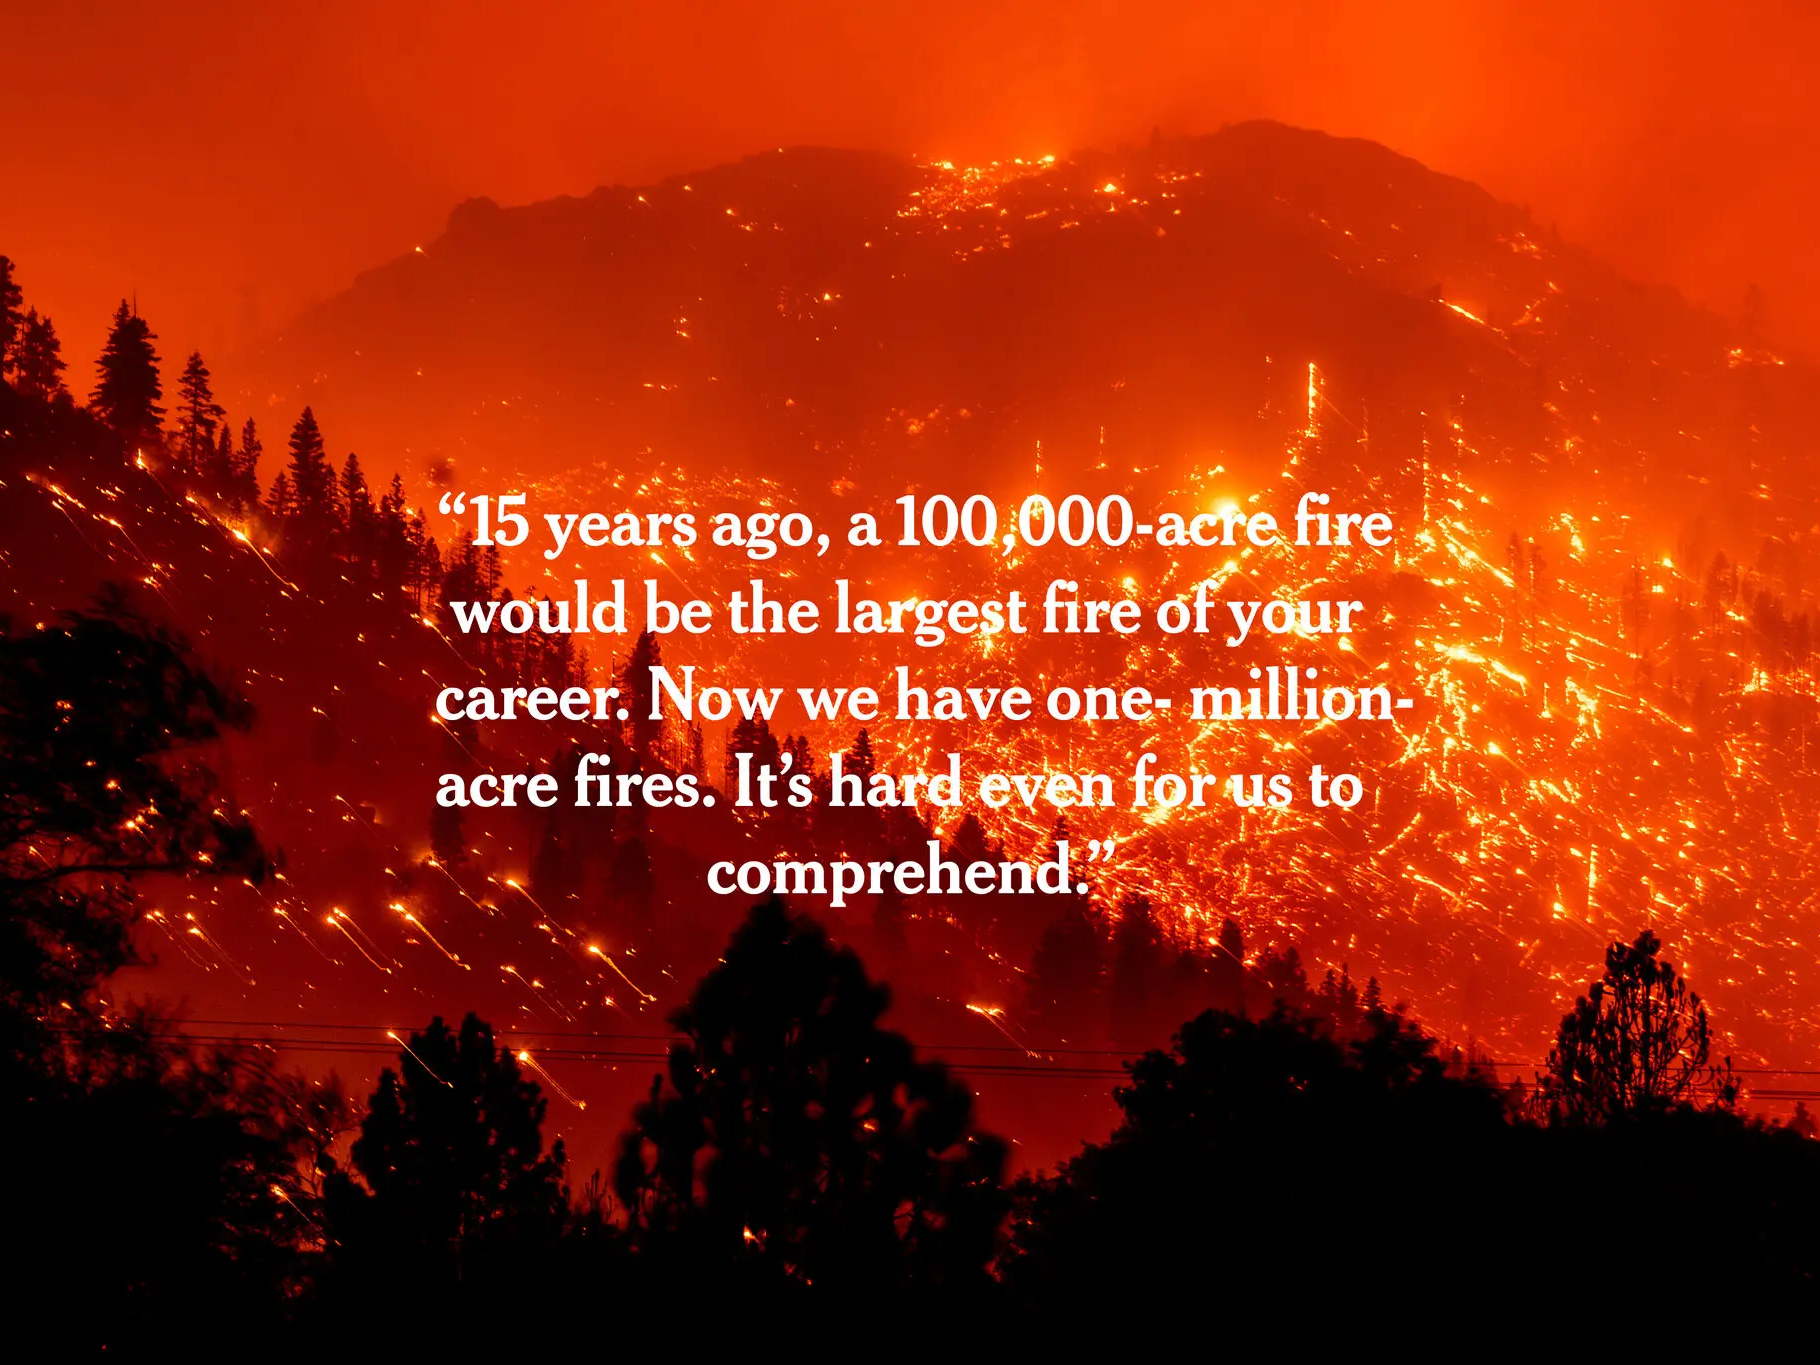 “15 years ago, a 100,000-acre fire
would be the largest fire of your
career. Now we have one- million-
acre fires. It’s hard even for us to
comprehend.”